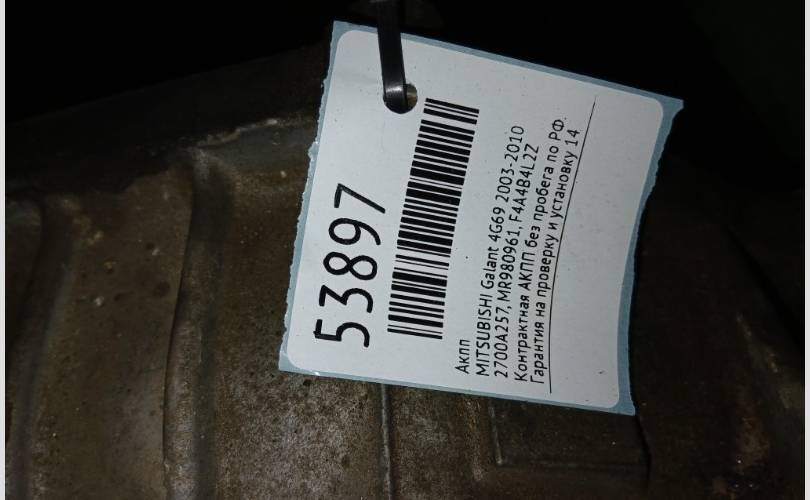 53897
Акпп
MITSUBISHI Galant 4G69 2003-2010
2700A257, MR980961, F4A4B4L2Z
Контрактная АКПП без пробега по РФ.
Гарантия на проверку и установку 14